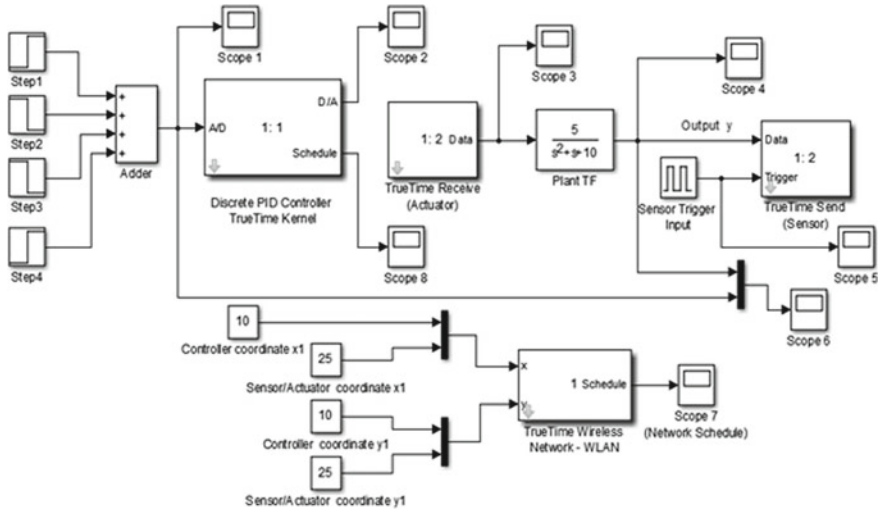 Step1
Step2
Step3
Step4
+
+
+
+
Adder
Scope 1
A/D
1: 1
D/A
Schedule
Discrete PID Controller
TrueTime Kernel
Scope 2
Scope 8
1: 2 Data
TrueTime Receive
(Actuator)
Scope 3
5
s²+s+10
Plant TF
Output y
Scope 4
Sensor Trigger
Input
Data
1: 2
Trigger
TrueTime Send
(Sensor)
Scope 5
Scope 6
10
Controller coordinate x1
25
Sensor/Actuator coordinate x1
10
Controller coordinate y1
25
Sensor/Actuator coordinate y1
x
y
1 Schedule
TrueTime Wireless
Network - WLAN
Scope 7
(Network Schedule)